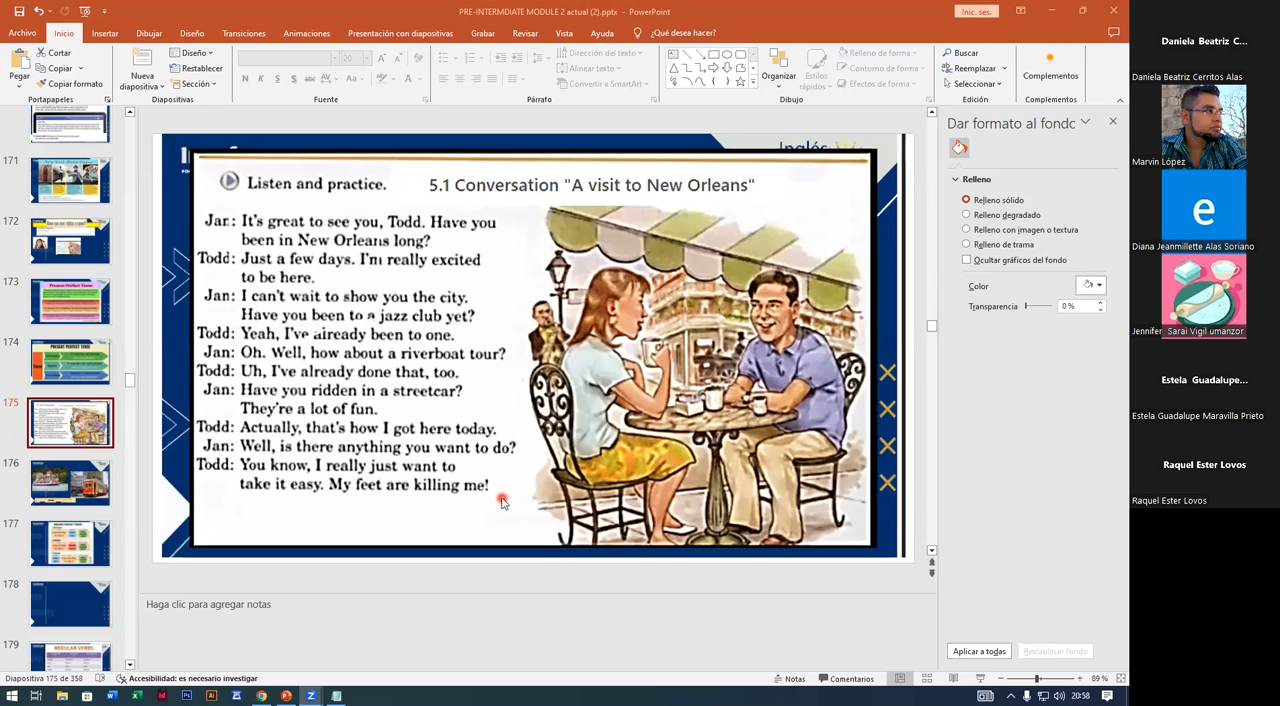 PRE-INTERMDIATE MODULE 2 actual (2).pptx - PowerPoint
Inic. ses.
Archivo Inicio Insertar Dibujar Diseño Transiciones Animaciones Presentación con diapositivas Grabar Revisar Vista Ayuda ¿Qué desea hacer?
Pegar
Cortar
Copiar
Copiar formato
Portapapeles
Nueva
diapositiva
Diseño
Restablecer
Sección
Diapositivas
20
N K S S abc AV Aa A
Fuente
Dirección del texto
Alinear texto
Convertir a SmartArt
Párrafo
Organizar
Estilos
rápidos
Relleno de forma
Contorno de forma
Efectos de forma
Dibujo
Buscar
Reemplazar
Seleccionar
Edición
Complementos
Complementos
171
172
173
174
175
176
177
178
179
PRESENT PERFECT TENSE
REGULAR VERBS
Inglés
Listen and practice.
5.1 Conversation "A visit to New Orleans"
Jan: It's great to see you, Todd. Have you
been in New Orleans long?
Todd: Just a few days. I'm really excited
to be here.
Jan: I can't wait to show you the city.
Have you been to a jazz club yet?
Todd: Yeah, I've already been to one.
Jan: Oh. Well, how about a riverboat tour?
Todd: Uh, I've already done that, too.
Jan: Have you ridden in a streetcar?
They're a lot of fun.
Todd: Actually, that's how I got here today.
Jan: Well, is there anything you want to do?
Todd: You know, I really just want to
take it easy. My feet are killing me!
Haga clic para agregar notas
Dar formato al fondo
Relleno
Relleno sólido
Relleno degradado
Relleno con imagen o textura
Relleno de trama
Ocultar gráficos del fondo
Color
Transparencia
0 %
Aplicar a todas
Restablecer fondo
Daniela Beatriz C...
Daniela Beatriz Cerritos Alas
Marvin López
e
Diana Jeanmillette Alas Soriano
Jennifer Sarai Vigil umanzor
Estela Guadalupe...
Estela Guadalupe Maravilla Prieto
Raquel Ester Lovos
Raquel Ester Lovos
Diapositiva 175 de 358
Accesibilidad: es necesario investigar
Notas
Comentarios
89 %
20:58